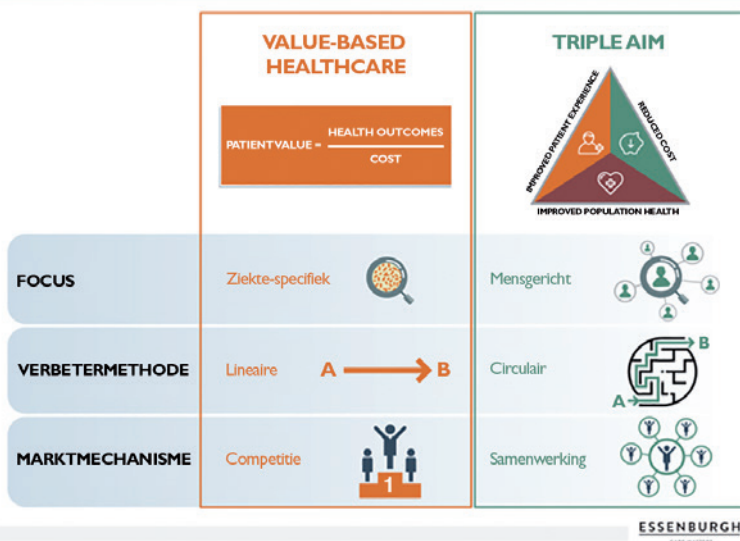 VALUE-BASED
HEALTHCARE
TRIPLE AIM
PATIENT VALUE =
HEALTH OUTCOMES
COST
IMPROVED PATIENT EXPERIENCE
REDUCED COST
IMPROVED POPULATION HEALTH
FOCUS
Ziekte-specifiek
Mensgericht
VERBETERMETHODE
Lineaire
A
B
Circulair
A
B
MARKTMECHANISME
Competitie
1
Samenwerking
ESSENBURGH